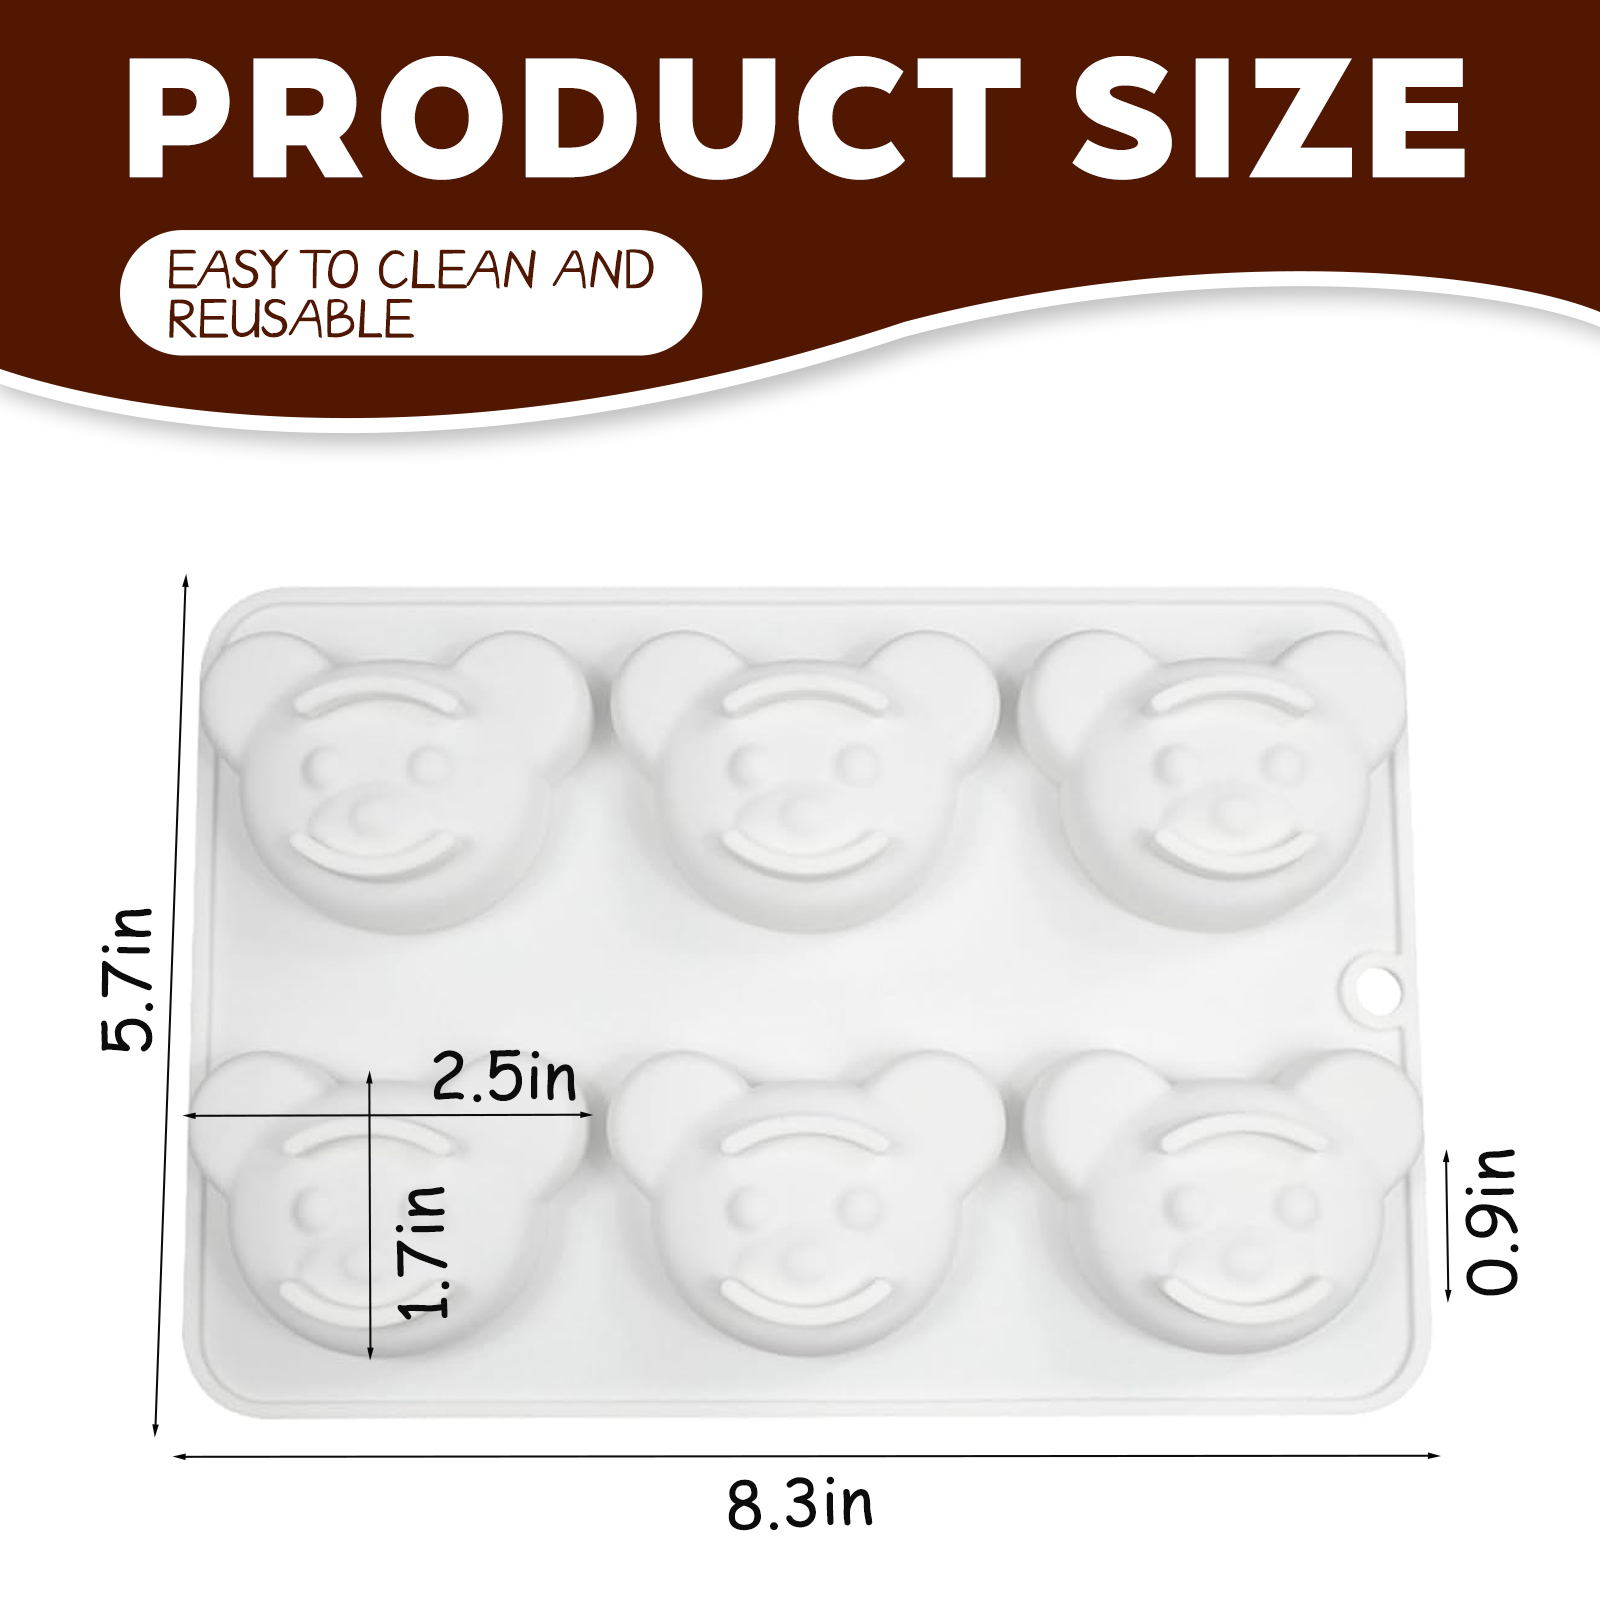 PRODUCT SIZE
EASY TO CLEAN AND
REUSABLE
5.7in
2.5in
1.7in
0.9in
8.3in